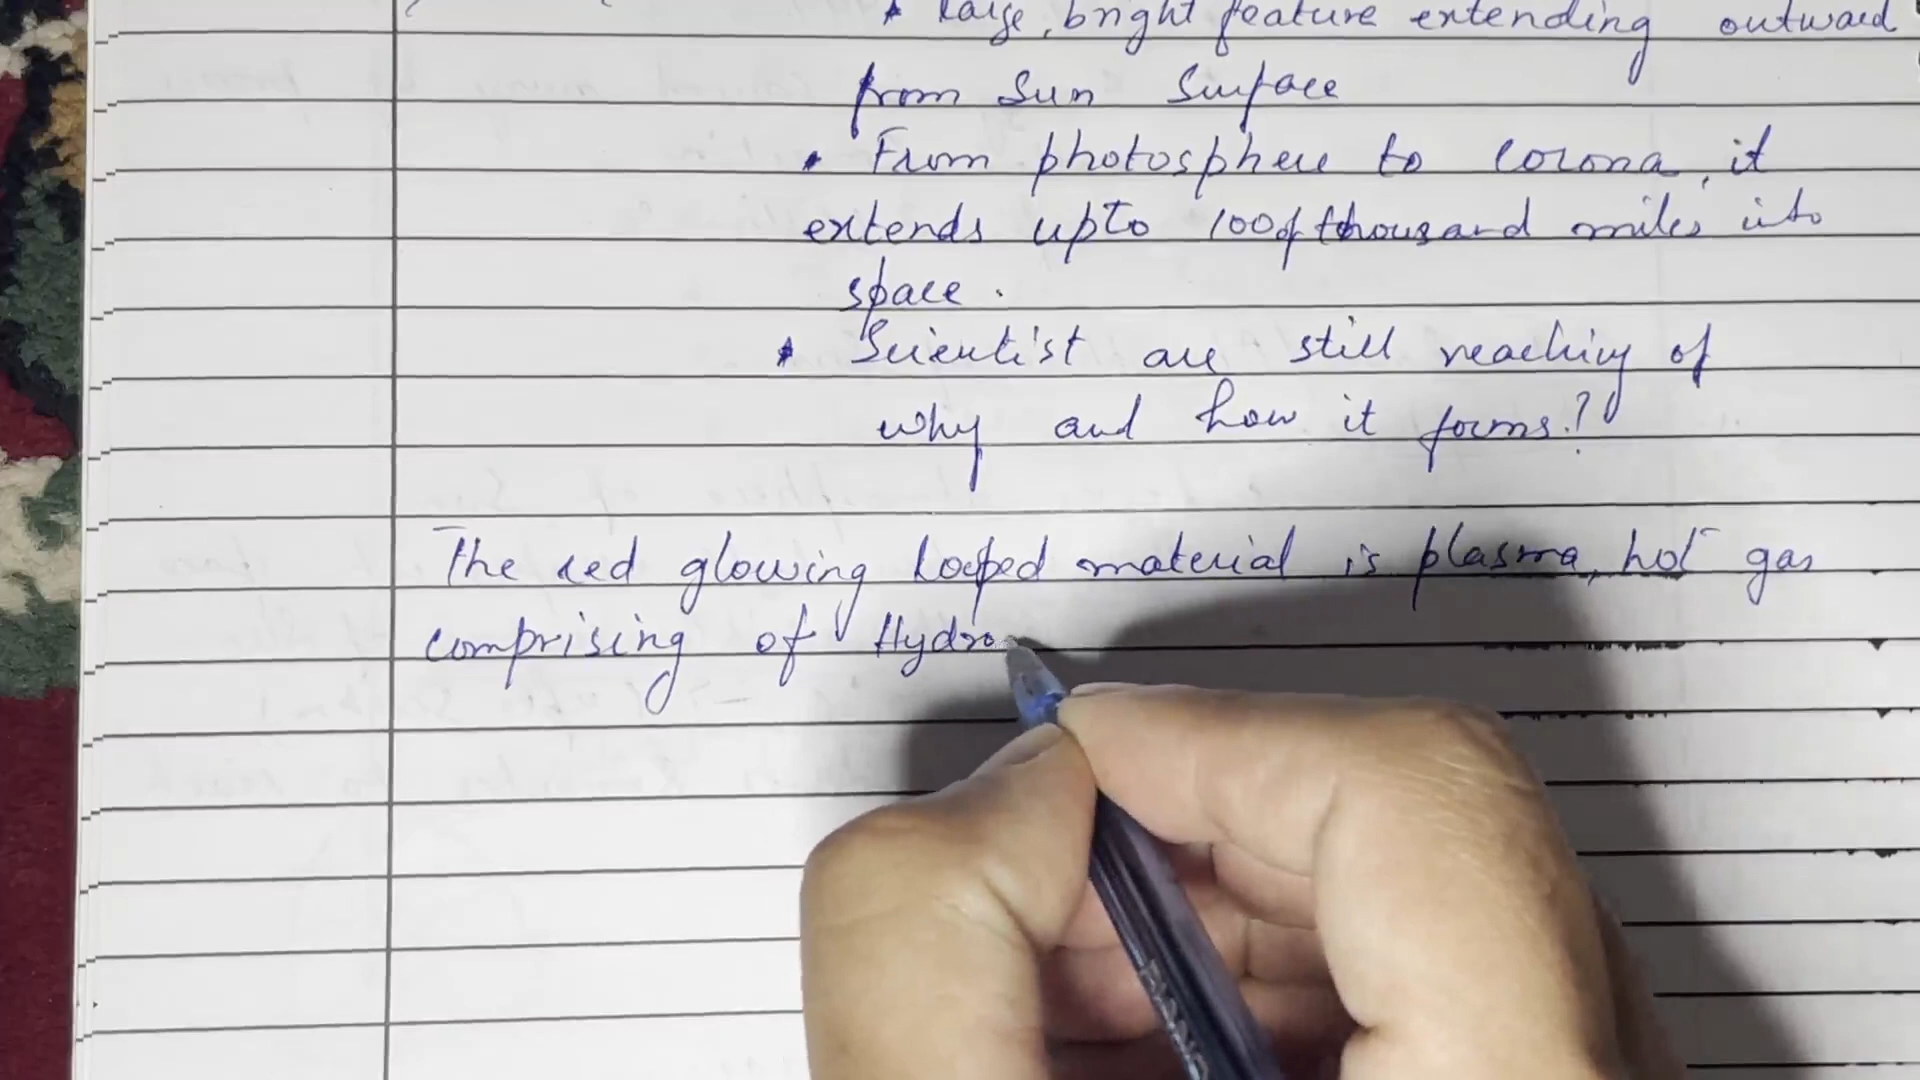 * Large, bright feature extending outward
from Sun Surface
• From photosphere to corona, it
extends upto 100of thousand miles into
space.
* Scientist are still reaching of
why and how it forms?
The red glowing looped material is plasma, hot gas
comprising of Hydro